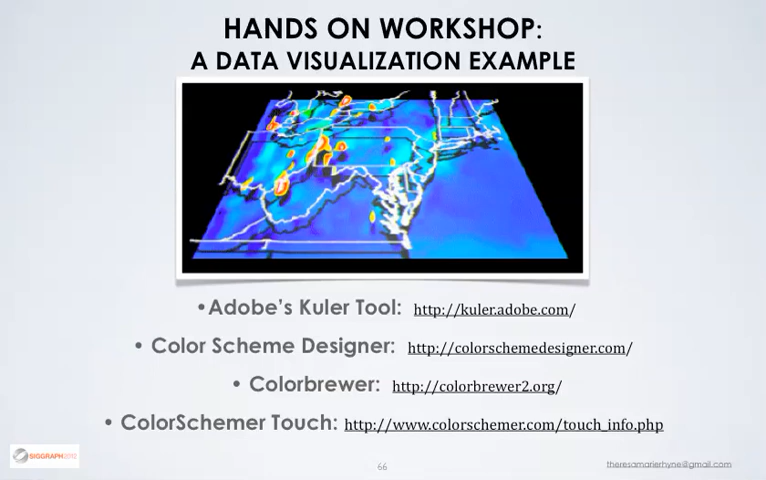 HANDS ON WORKSHOP:
A DATA VISUALIZATION EXAMPLE
•Adobe's Kuler Tool: http://kuler.adobe.com/
• Color Scheme Designer: http://colorschemedesigner.com/
• Colorbrewer: http://colorbrewer2.org/
• ColorSchemer Touch: http://www.colorschemer.com/touch_info.php
SIGGRAPH2012
66
theresamarierhyne@gmail.com